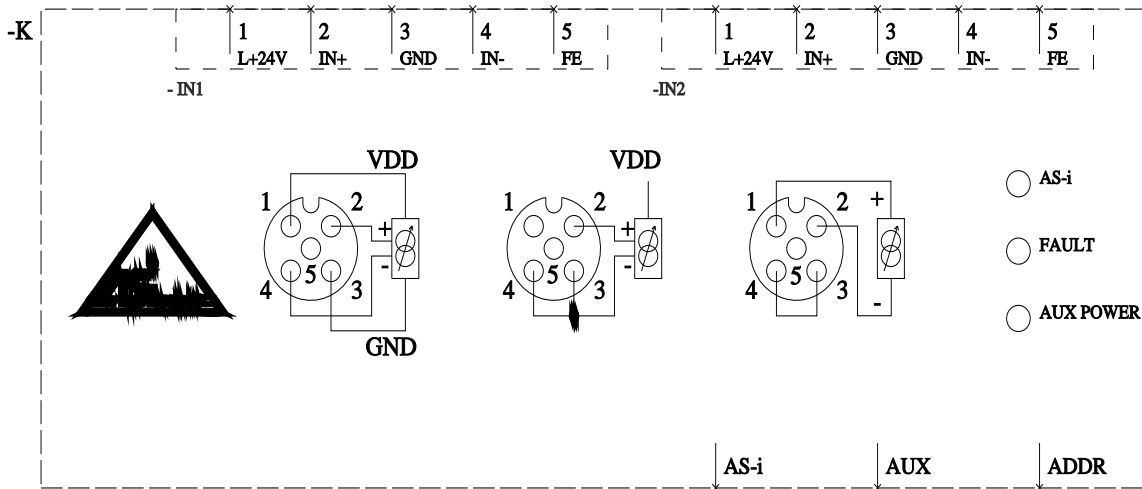 -K
1 2 3 4 5
L+24V IN+ GND IN- FE
- IN1
1 2 3 4 5
L+24V IN+ GND IN- FE
-IN2
VDD
1 2
+
-
5
4 3
GND
VDD
1 2
+
-
5
4 3
1 2
+
5
4 3
-
AS-i
FAULT
AUX POWER
AS-i AUX ADDR